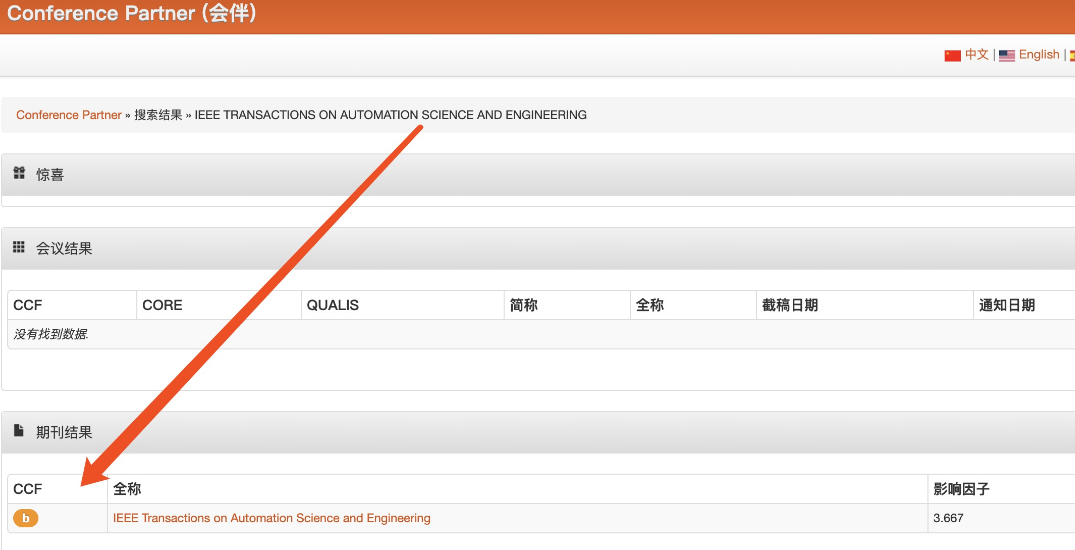 Conference Partner (会伴)
中文 | English |
Conference Partner » 搜索结果 » IEEE TRANSACTIONS ON AUTOMATION SCIENCE AND ENGINEERING
惊喜
会议结果
CCF CORE QUALIS 简称 全称 截稿日期 通知日期
没有找到数据.
期刊结果
CCF 全称 影响因子
b IEEE Transactions on Automation Science and Engineering 3.667